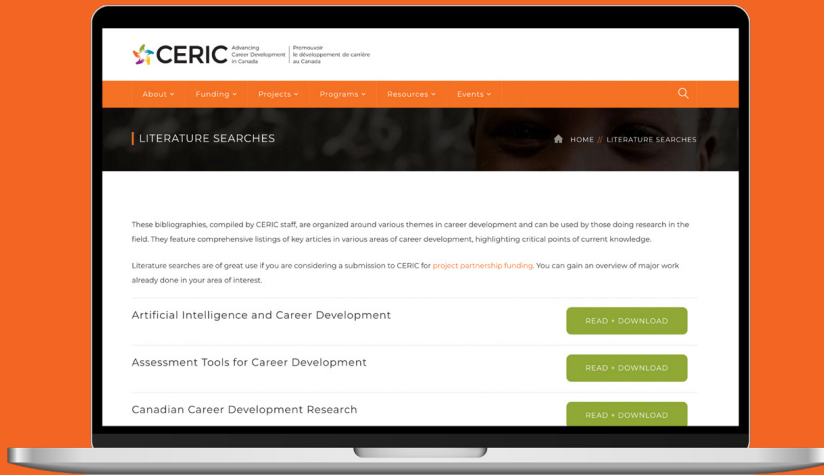 CERIC
Advancing
Career Development
in Canada
Promouvoir
le développement de carrière
au Canada
About
Funding
Projects
Programs
Resources
Events
LITERATURE SEARCHES
HOME // LITERATURE SEARCHES
These bibliographies, compiled by CERIC staff, are organized around various themes in career development and can be used by those doing research in the
field. They feature comprehensive listings of key articles in various areas of career development, highlighting critical points of current knowledge.
Literature searches are of great use if you are considering a submission to CERIC for project partnership funding. You can gain an overview of major work
already done in your area of interest.
Artificial Intelligence and Career Development
READ + DOWNLOAD
Assessment Tools for Career Development
READ + DOWNLOAD
Canadian Career Development Research
READ + DOWNLOAD